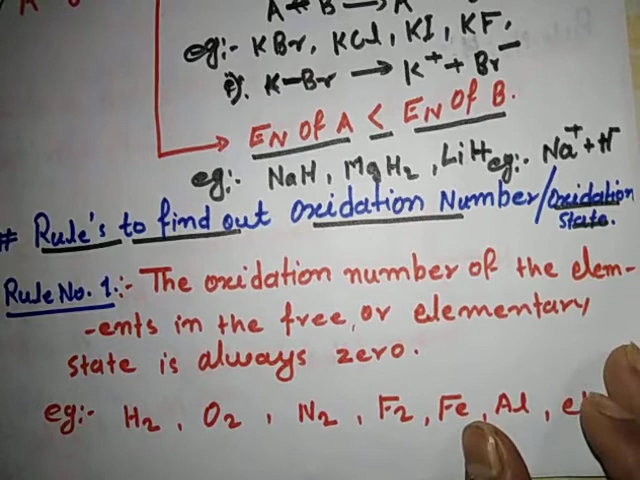 A B → A
eg:- KBr, KCl, KI, KF,
K-Br → K⁺ + Br⁻
EN Of A < EN Of B.
eg:- NaH, MgH₂, LiH eg:- Na⁺ + H⁻
# Rule's to find out Oxidation Number/Oxidation
State.
Rule No. 1:- The oxidation number of the elem-
-ents in the free, or elementary
state is always zero.
eg:- H₂, O₂, N₂, F₂, Fe, Al,